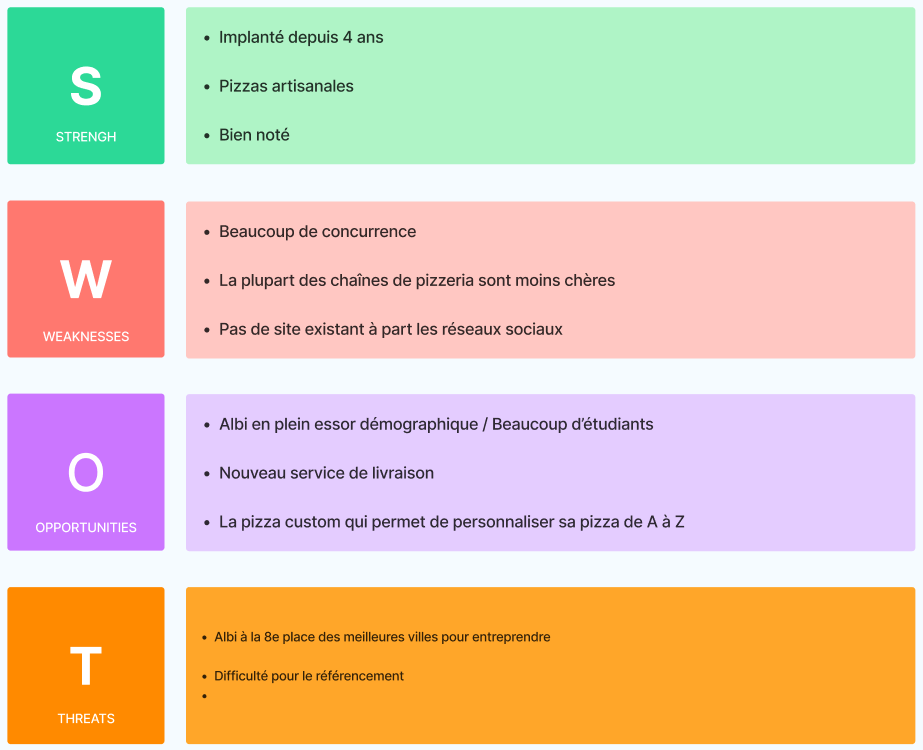 S
STRENGH
• Implanté depuis 4 ans
• Pizzas artisanales
• Bien noté
W
WEAKNESSES
• Beaucoup de concurrence
• La plupart des chaînes de pizzeria sont moins chères
• Pas de site existant à part les réseaux sociaux
O
OPPORTUNITIES
• Albi en plein essor démographique / Beaucoup d’étudiants
• Nouveau service de livraison
• La pizza custom qui permet de personnaliser sa pizza de A à Z
T
THREATS
• Albi à la 8e place des meilleures villes pour entreprendre
• Difficulté pour le référencement
•